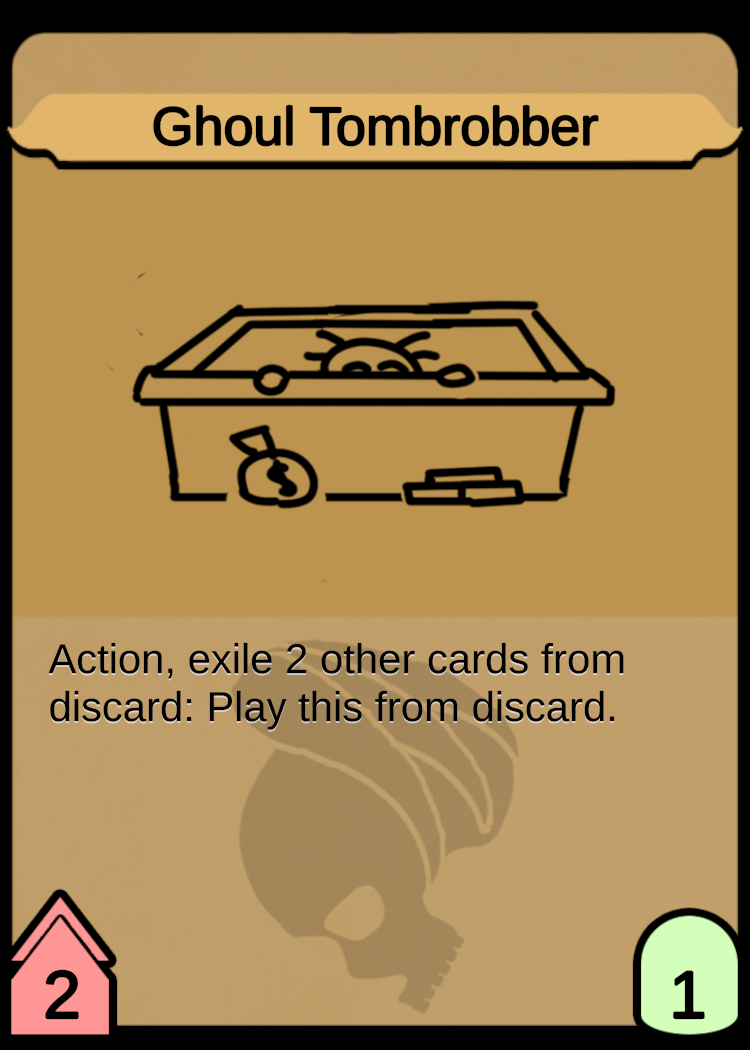 Ghoul Tombrobber
$
Action, exile 2 other cards from
discard: Play this from discard.
2
1